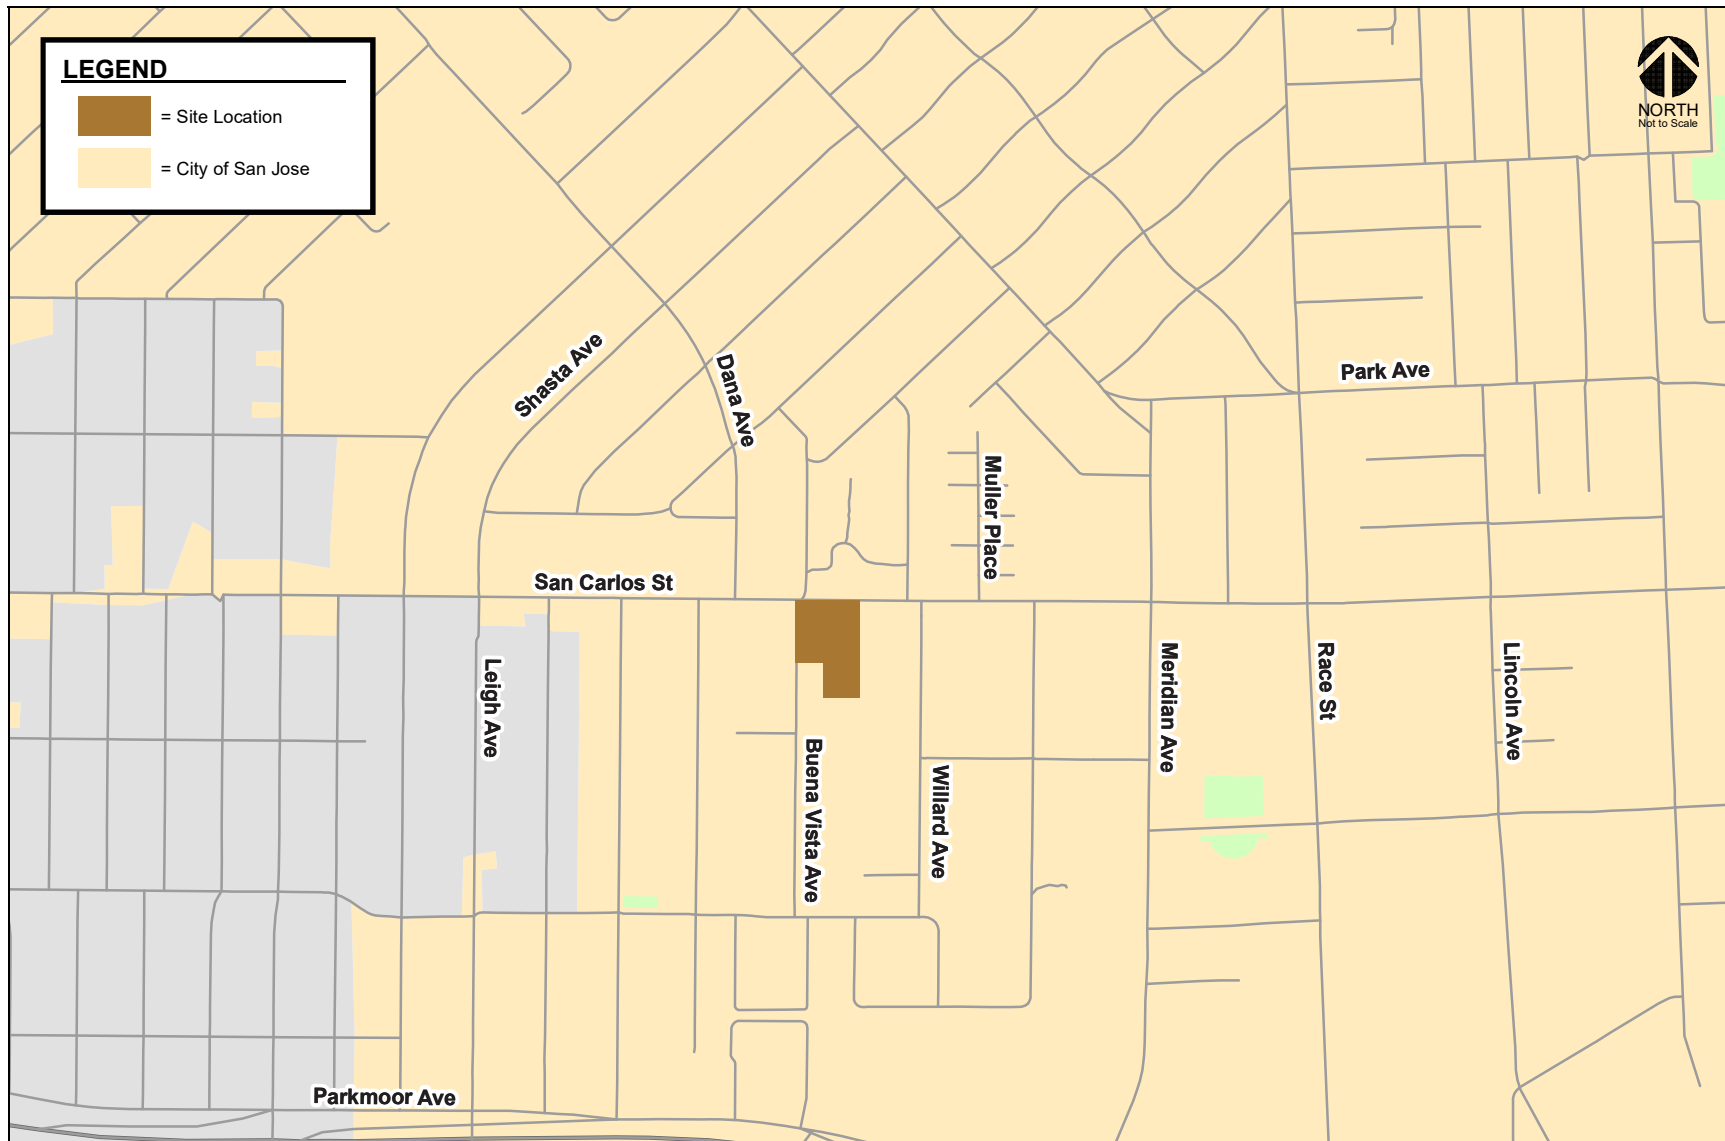 LEGEND
= Site Location
= City of San Jose
NORTH
Not to Scale
Shasta Ave
Dana Ave
Park Ave
Muller Place
San Carlos St
Leigh Ave
Buena Vista Ave
Willard Ave
Meridian Ave
Race St
Lincoln Ave
Parkmoor Ave